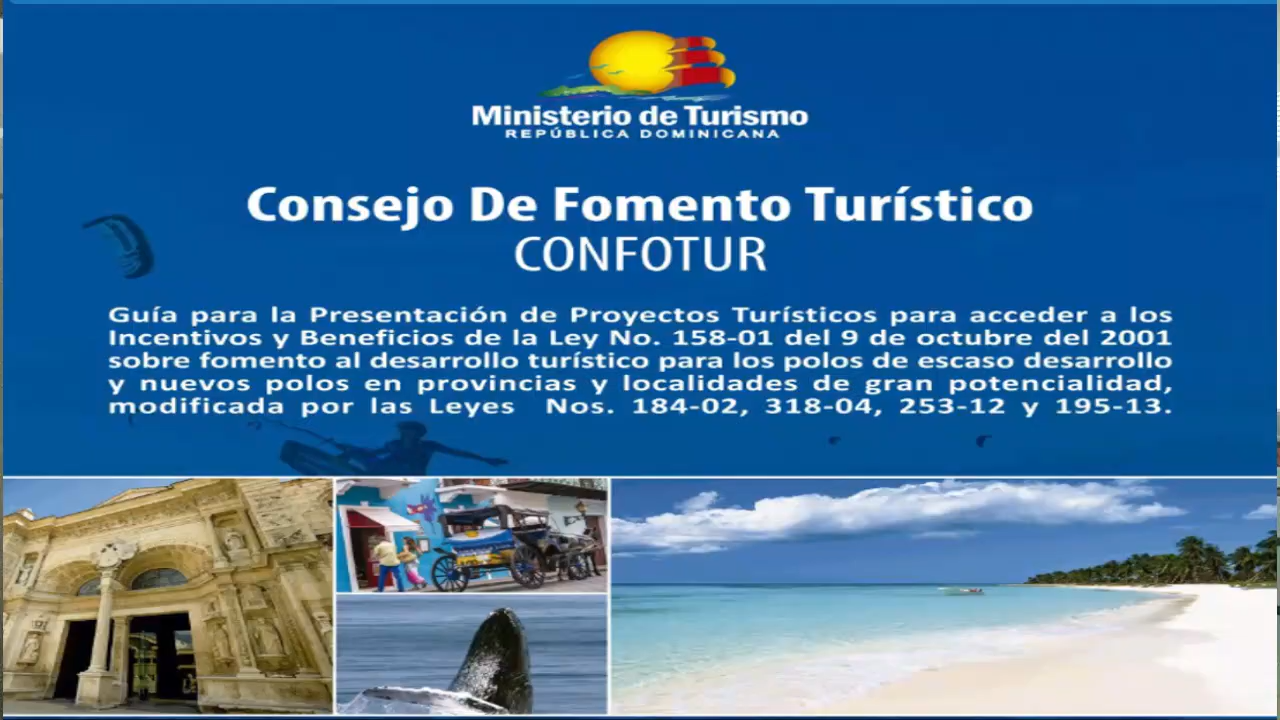 Ministerio de Turismo
REPÚBLICA DOMINICANA
Consejo De Fomento Turístico
CONFOTUR
Guía para la Presentación de Proyectos Turísticos para acceder a los
Incentivos y Beneficios de la Ley No. 158-01 del 9 de octubre del 2001
sobre fomento al desarrollo turístico para los polos de escaso desarrollo
y nuevos polos en provincias y localidades de gran potencialidad,
modificada por las Leyes Nos. 184-02, 318-04, 253-12 y 195-13.